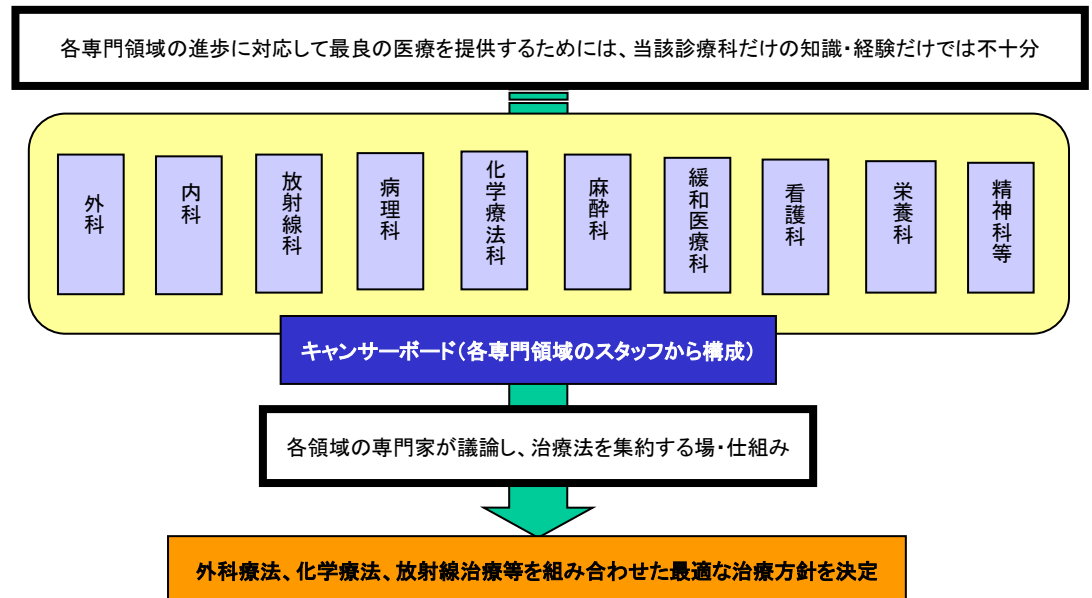 各専門領域の進歩に対応して最良の医療を提供するためには、当該診療科だけの知識・経験だけでは不十分
外科
内科
放射線科
病理科
化学療法科
麻酔科
緩和医療科
看護科
栄養科
精神科等
キャンサーボード(各専門領域のスタッフから構成)
各領域の専門家が議論し、治療法を集約する場・仕組み
外科療法、化学療法、放射線治療等を組み合わせた最適な治療方針を決定